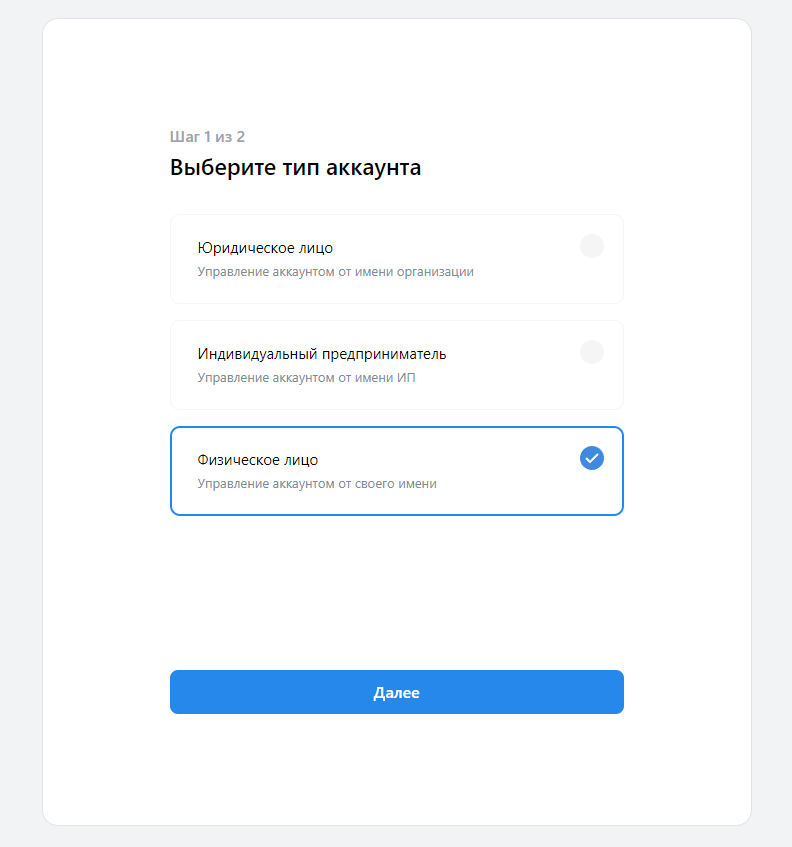 Шаг 1 из 2
Выберите тип аккаунта
Юридическое лицо
Управление аккаунтом от имени организации
Индивидуальный предприниматель
Управление аккаунтом от имени ИП
Физическое лицо
Управление аккаунтом от своего имени
Далее